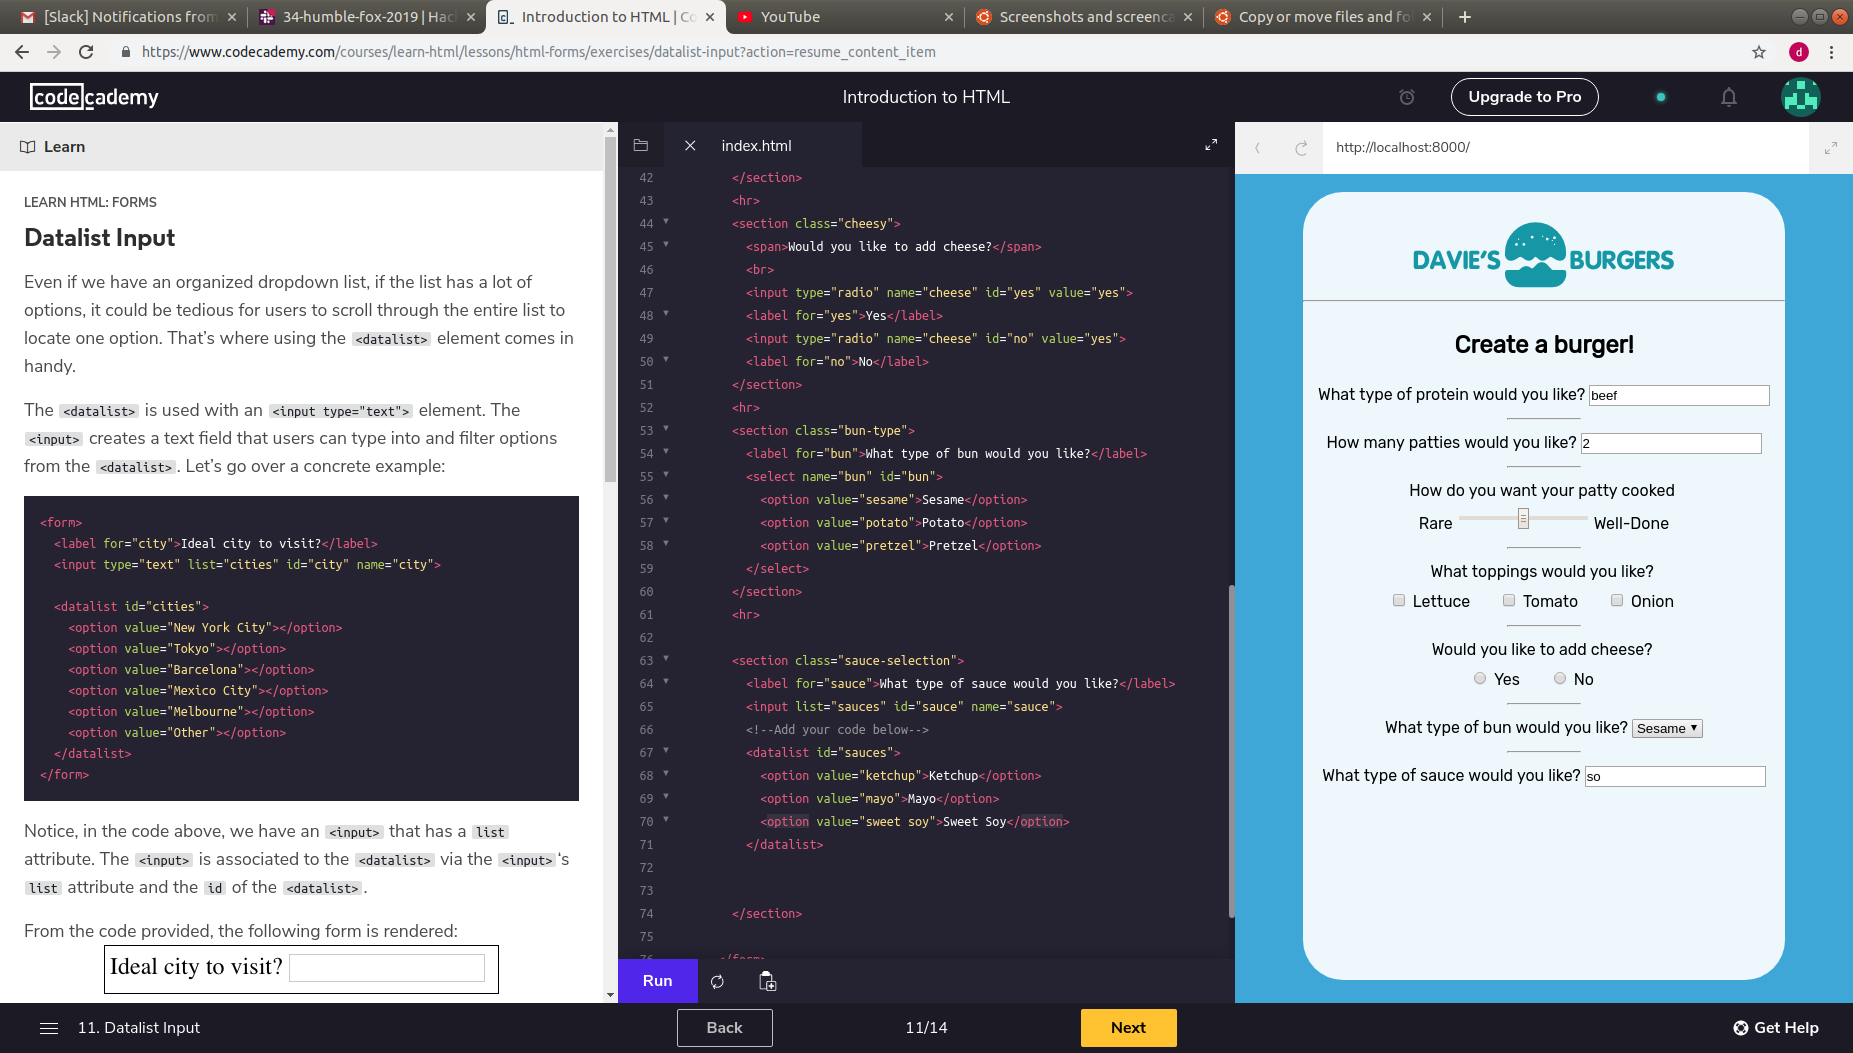 [Slack] Notifications from
34-humble-fox-2019 | Hac
Introduction to HTML | Co
YouTube
Screenshots and screenca
Copy or move files and fol
https://www.codecademy.com/courses/learn-html/lessons/html-forms/exercises/datalist-input?action=resume_content_item
d
codecademy
Introduction to HTML
Upgrade to Pro
Learn
LEARN HTML: FORMS
Datalist Input
Even if we have an organized dropdown list, if the list has a lot of
options, it could be tedious for users to scroll through the entire list to
locate one option. That's where using the <datalist> element comes in
handy.
The <datalist> is used with an <input type="text"> element. The
<input> creates a text field that users can type into and filter options
from the <datalist>. Let's go over a concrete example:
<form>
<label for="city">Ideal city to visit?</label>
<input type="text" list="cities" id="city" name="city">
<datalist id="cities">
<option value="New York City"></option>
<option value="Tokyo"></option>
<option value="Barcelona"></option>
<option value="Mexico City"></option>
<option value="Melbourne"></option>
<option value="Other"></option>
</datalist>
</form>
Notice, in the code above, we have an <input> that has a list
attribute. The <input> is associated to the <datalist> via the <input>'s
list attribute and the id of the <datalist>.
From the code provided, the following form is rendered:
Ideal city to visit?
index.html
42 </section>
43 <hr>
44 <section class="cheesy">
45 <span>Would you like to add cheese?</span>
46 <br>
47 <input type="radio" name="cheese" id="yes" value="yes">
48 <label for="yes">Yes</label>
49 <input type="radio" name="cheese" id="no" value="yes">
50 <label for="no">No</label>
51 </section>
52 <hr>
53 <section class="bun-type">
54 <label for="bun">What type of bun would you like?</label>
55 <select name="bun" id="bun">
56 <option value="sesame">Sesame</option>
57 <option value="potato">Potato</option>
58 <option value="pretzel">Pretzel</option>
59 </select>
60 </section>
61 <hr>
62
63 <section class="sauce-selection">
64 <label for="sauce">What type of sauce would you like?</label>
65 <input list="sauces" id="sauce" name="sauce">
66 <!--Add your code below-->
67 <datalist id="sauces">
68 <option value="ketchup">Ketchup</option>
69 <option value="mayo">Mayo</option>
70 <option value="sweet soy">Sweet Soy</option>
71 </datalist>
72
73
74 </section>
75
76 </form>
Run
http://localhost:8000/
DAVIE'S BURGERS
Create a burger!
What type of protein would you like? beef
How many patties would you like? 2
How do you want your patty cooked
Rare Well-Done
What toppings would you like?
Lettuce Tomato Onion
Would you like to add cheese?
Yes No
What type of bun would you like? Sesame
What type of sauce would you like? so
11. Datalist Input
Back
11/14
Next
Get Help